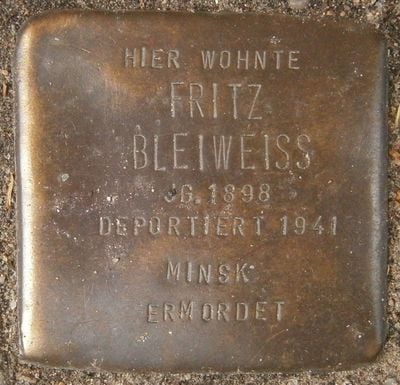 HIER WOHNTE
FRITZ
BLEIWEISS
JG. 1898
DEPORTIERT 1941
MINSK
ERMORDET